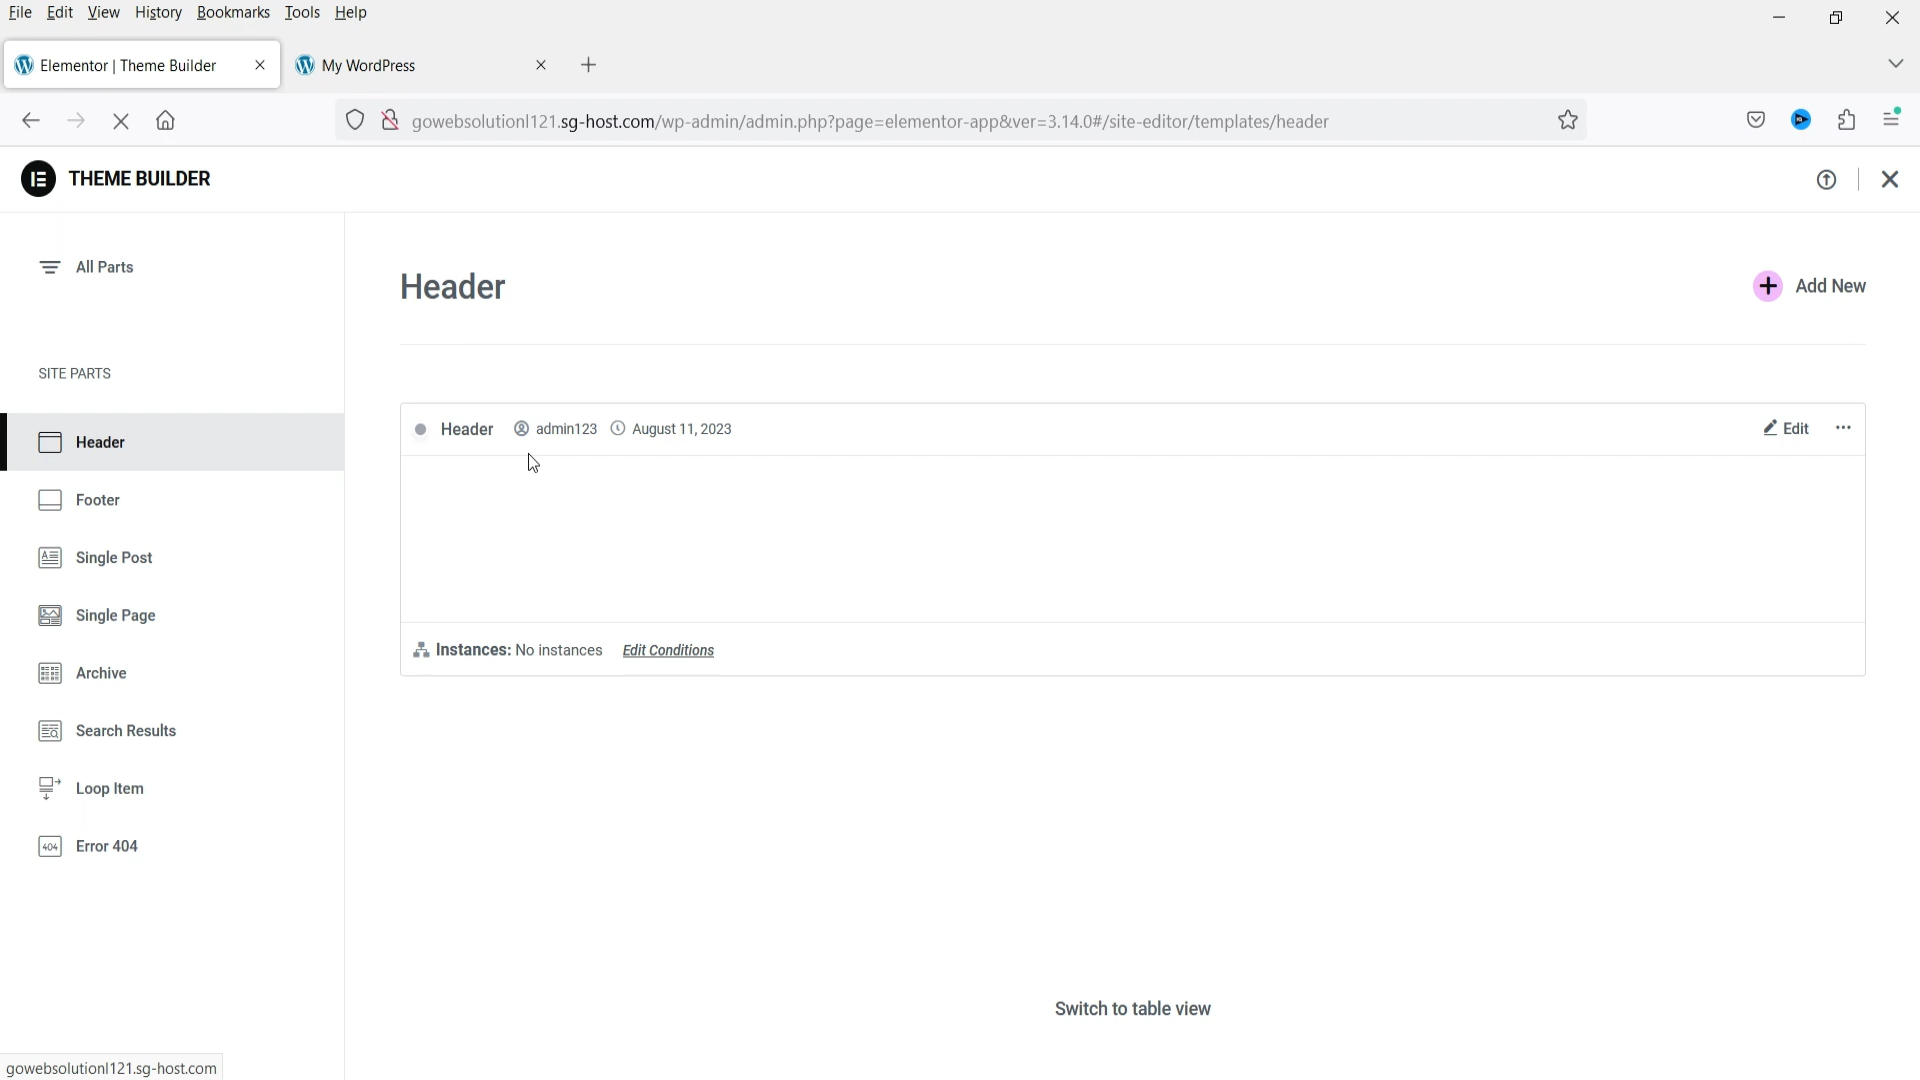 File Edit View History Bookmarks Tools Help
Elementor | Theme Builder My WordPress
gowebsolutionl121.sg-host.com/wp-admin/admin.php?page=elementor-app&ver=3.14.0#/site-editor/templates/header
THEME BUILDER
All Parts
Header
Add New
SITE PARTS
Header
Footer
Single Post
Single Page
Archive
Search Results
Loop Item
404 Error 404
Header admin123 August 11, 2023 Edit
Instances: No instances Edit Conditions
Switch to table view
gowebsolutionl121.sg-host.com